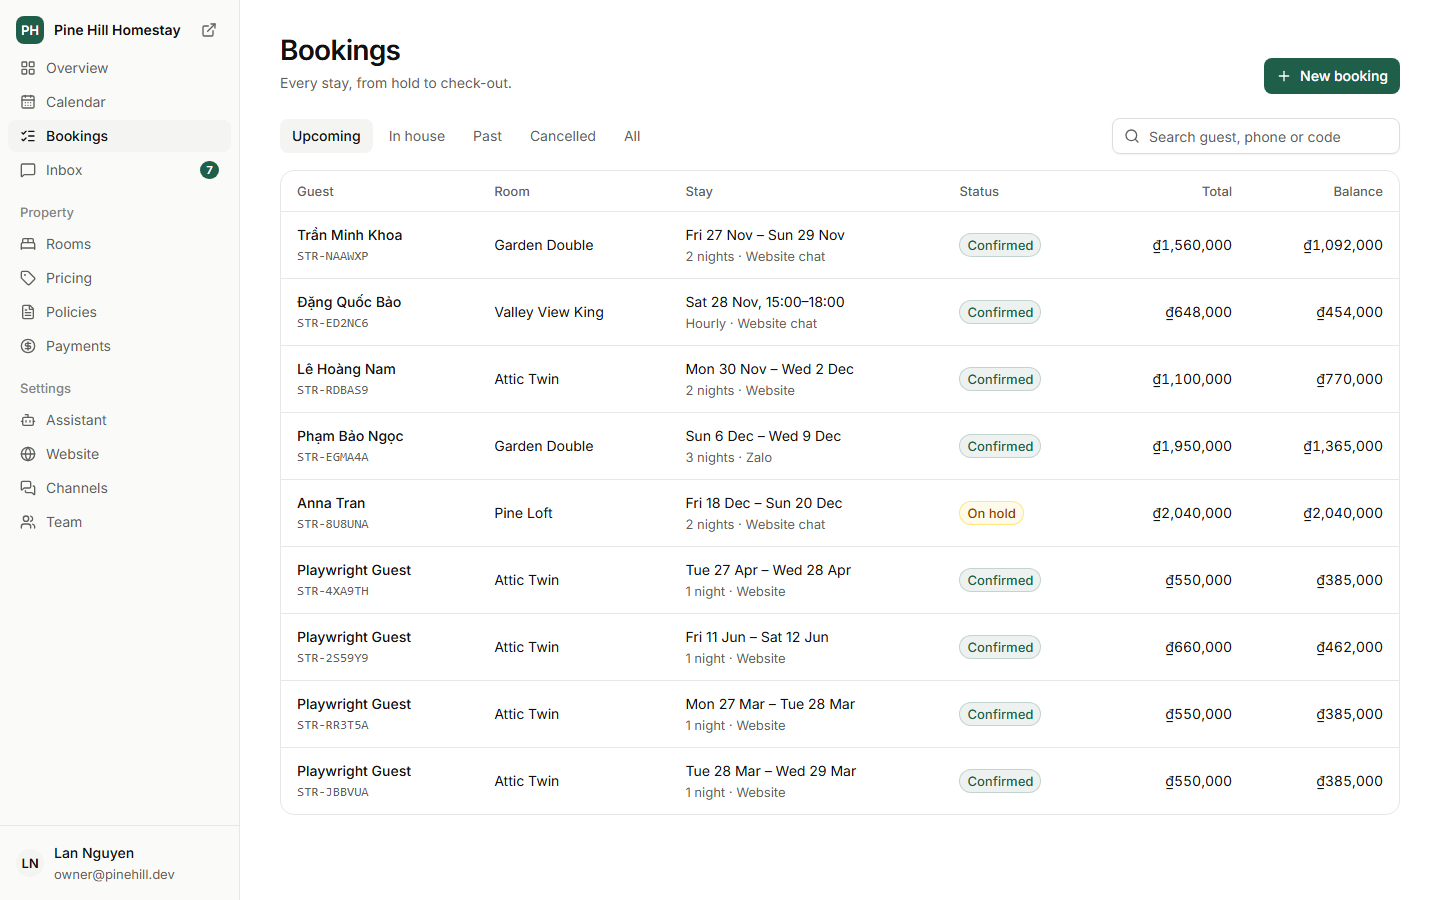 PH Pine Hill Homestay
Overview
Calendar
Bookings
Inbox 7
Property
Rooms
Pricing
Policies
Payments
Settings
Assistant
Website
Channels
Team
LN Lan Nguyen
owner@pinehill.dev
Bookings
Every stay, from hold to check-out.
New booking
Upcoming In house Past Cancelled All
Search guest, phone or code
Guest Room Stay Status Total Balance
Trần Minh Khoa
STR-NAAWXP
Garden Double
Fri 27 Nov – Sun 29 Nov
2 nights · Website chat
Confirmed
₫1,560,000
₫1,092,000
Đặng Quốc Bảo
STR-ED2NC6
Valley View King
Sat 28 Nov, 15:00–18:00
Hourly · Website chat
Confirmed
₫648,000
₫454,000
Lê Hoàng Nam
STR-RDBAS9
Attic Twin
Mon 30 Nov – Wed 2 Dec
2 nights · Website
Confirmed
₫1,100,000
₫770,000
Phạm Bảo Ngọc
STR-EGMA4A
Garden Double
Sun 6 Dec – Wed 9 Dec
3 nights · Zalo
Confirmed
₫1,950,000
₫1,365,000
Anna Tran
STR-8U8UNA
Pine Loft
Fri 18 Dec – Sun 20 Dec
2 nights · Website chat
On hold
₫2,040,000
₫2,040,000
Playwright Guest
STR-4XA9TH
Attic Twin
Tue 27 Apr – Wed 28 Apr
1 night · Website
Confirmed
₫550,000
₫385,000
Playwright Guest
STR-2S59Y9
Attic Twin
Fri 11 Jun – Sat 12 Jun
1 night · Website
Confirmed
₫660,000
₫462,000
Playwright Guest
STR-RR3T5A
Attic Twin
Mon 27 Mar – Tue 28 Mar
1 night · Website
Confirmed
₫550,000
₫385,000
Playwright Guest
STR-JBBVUA
Attic Twin
Tue 28 Mar – Wed 29 Mar
1 night · Website
Confirmed
₫550,000
₫385,000